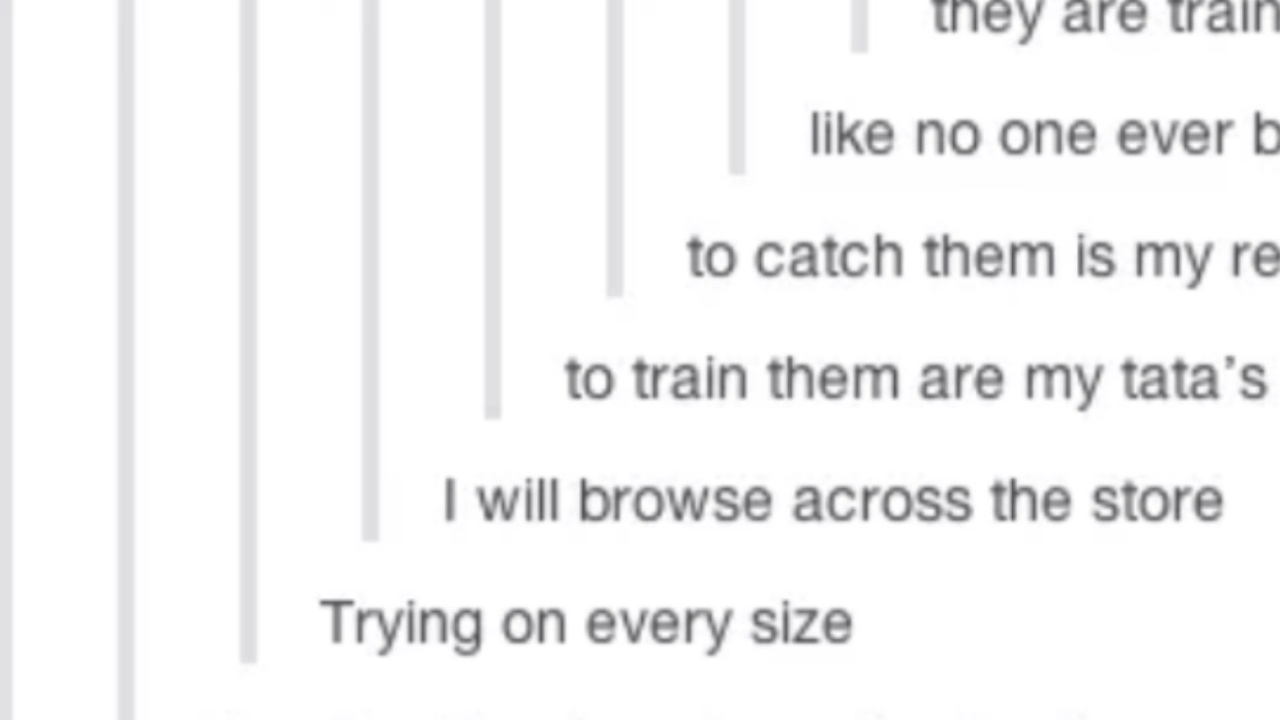 they are train
like no one ever b
to catch them is my re
to train them are my tata's
I will browse across the store
Trying on every size